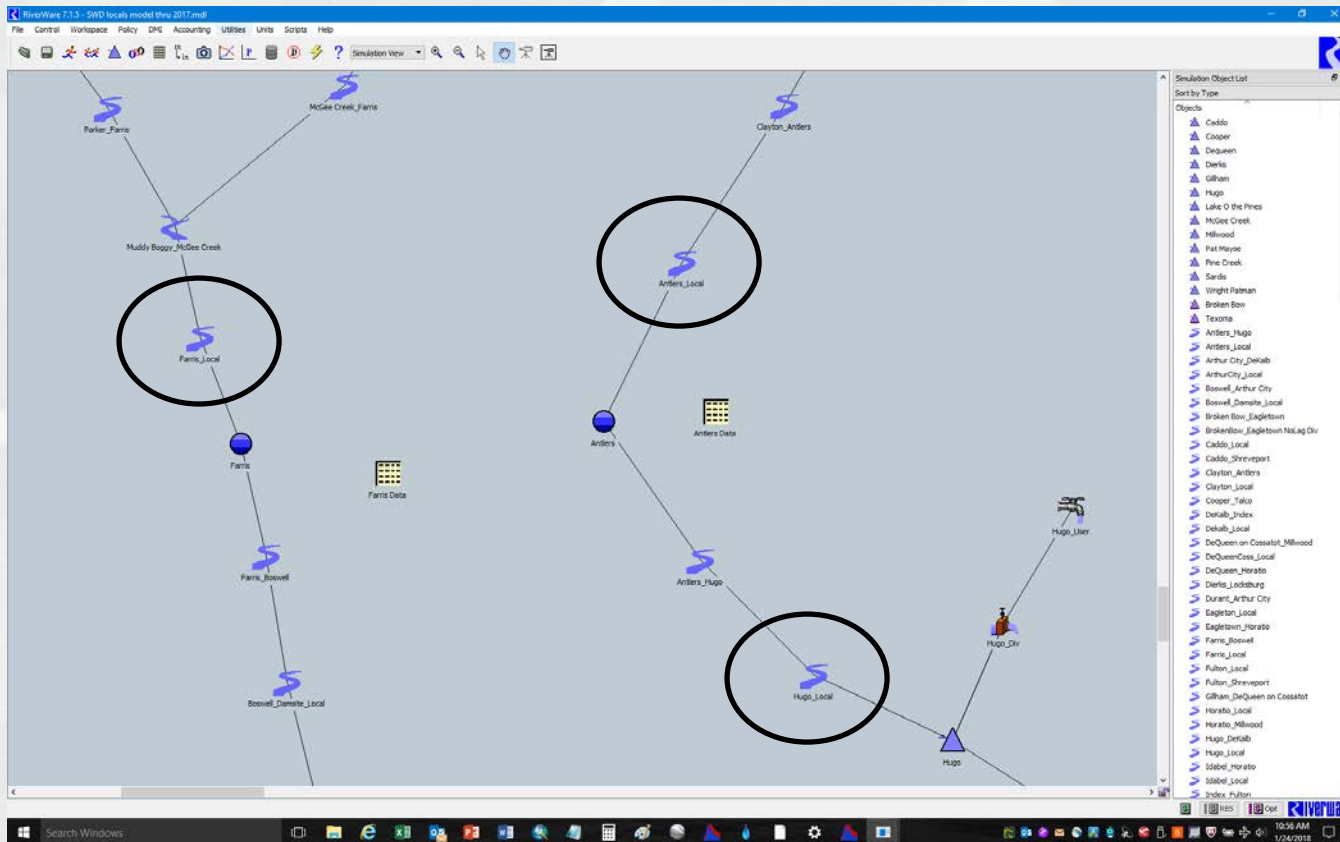 RiverWare 7.1.3 - SWD locals model thru 2017.mdl
File Control Workspace Policy DMI Accounting Utilities Units Scripts Help
Simulation View
McGee Creek_Farris
Parker_Farris
Clayton_Antlers
Muddy Boggy_McGee Creek
Antlers_Local
Farris_Local
Antlers
Antlers Data
Farris
Farris Data
Hugo_User
Farris_Boswell
Antlers_Hugo
Hugo_Div
Boswell_Damsite_Local
Hugo_Local
Hugo
Simulation Object List
Sort by Type
Objects
Caddo
Cooper
Dequeen
Dierks
Gillham
Hugo
Lake O the Pines
McGee Creek
Millwood
Pat Mayse
Pine Creek
Sardis
Wright Patman
Broken Bow
Texoma
Antlers_Hugo
Antlers_Local
Arthur City_DeKalb
ArthurCity_Local
Boswell_Arthur City
Boswell_Damsite_Local
Broken Bow_Eagletown
BrokenBow_Eagletown NoLag Div
Caddo_Local
Caddo_Shreveport
Clayton_Antlers
Clayton_Local
Cooper_Talco
DeKalb_Index
Dekalb_Local
DeQueen on Cossatot_Millwood
DeQueenCoss_Local
DeQueen_Horatio
Dierks_Locksburg
Durant_Arthur City
Eagleton_Local
Eagletown_Horatio
Farris_Boswell
Farris_Local
Fulton_Local
Fulton_Shreveport
Gillham_DeQueen on Cossatot
Horatio_Local
Horatio_Millwood
Hugo_DeKalb
Hugo_Local
Idabel_Horatio
Idabel_Local
Index_Fulton
RBS Opt
Search Windows
10:56 AM
1/24/2018